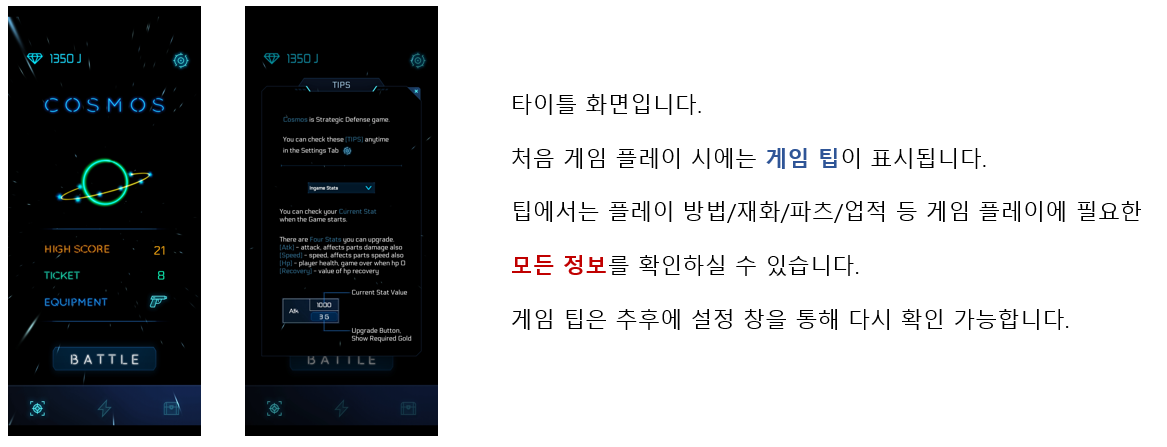 1350 J
COSMOS
HIGH SCORE 21
TICKET 8
EQUIPMENT
BATTLE
1350 J
TIPS
Cosmos is Strategic Defense game.
You can check these [TIPS] anytime
in the Settings Tab
Ingame Stats
You can check your Current Stat
when the Game starts.
There are Four Stats you can upgrade.
[Atk] - attack, affects parts damage also
[Speed] - speed, affects parts speed also
[Hp] - player health, game over when hp 0
[Recovery] - value of hp recovery
Current Stat Value
Atk 1000
3 G
Upgrade Button,
Show Required Gold
BATTLE
타이틀 화면입니다.
처음 게임 플레이 시에는 게임 팁이 표시됩니다.
팁에서는 플레이 방법/재화/파츠/업적 등 게임 플레이에 필요한
모든 정보를 확인하실 수 있습니다.
게임 팁은 추후에 설정 창을 통해 다시 확인 가능합니다.